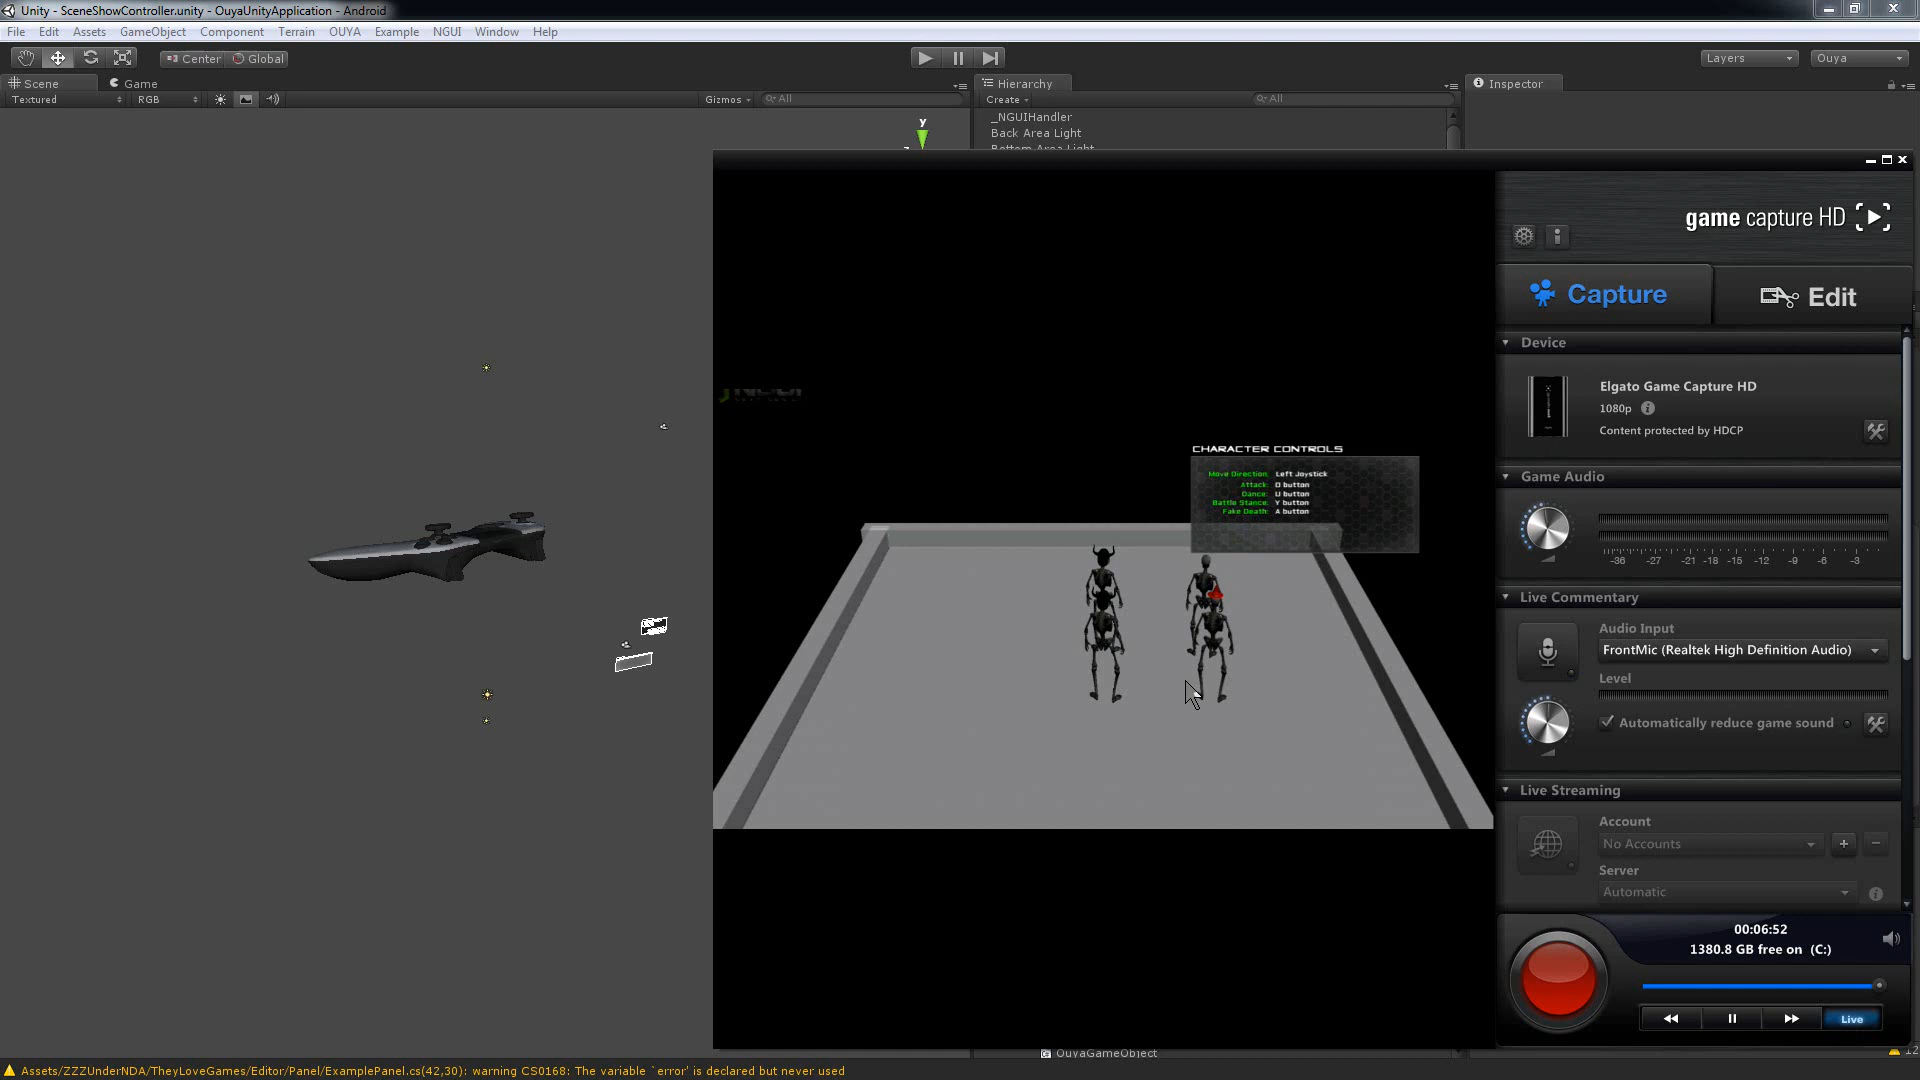 Unity - SceneShowController.unity - OuyaUnityApplication - Android
File Edit Assets GameObject Component Terrain OUYA Example NGUI Window Help
Center Global Layers Ouya
Scene Game Hierarchy Inspector
Textured RGB Gizmos All Create All
_NGUIHandler
Back Area Light
Bottom Area Light
game capture HD
Capture Edit
Device
Elgato Game Capture HD
1080p
Content protected by HDCP
CHARACTER CONTROLS
Move Direction: Left Joystick
Attack: O button
Dance: U button
Battle Stance: Y button
Fake Death: A button
Game Audio
-36 -27 -21 -18 -15 -12 -9 -6 -3
Live Commentary
Audio Input
FrontMic (Realtek High Definition Audio)
Level
Automatically reduce game sound
Live Streaming
Account
No Accounts
Server
Automatic
00:06:52
1380.8 GB free on (C:)
Live
OuyaGameObject
Assets/ZZZUnderNDA/TheyLoveGames/Editor/Panel/ExamplePanel.cs(42,30): warning CS0168: The variable `error' is declared but never used